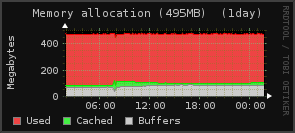 Memory allocation (495MB) (1day)
RRDTOOL / TOBI OETIKER
Megabytes
400
200
0
06:00 12:00 18:00 00:00
Used Cached Buffers